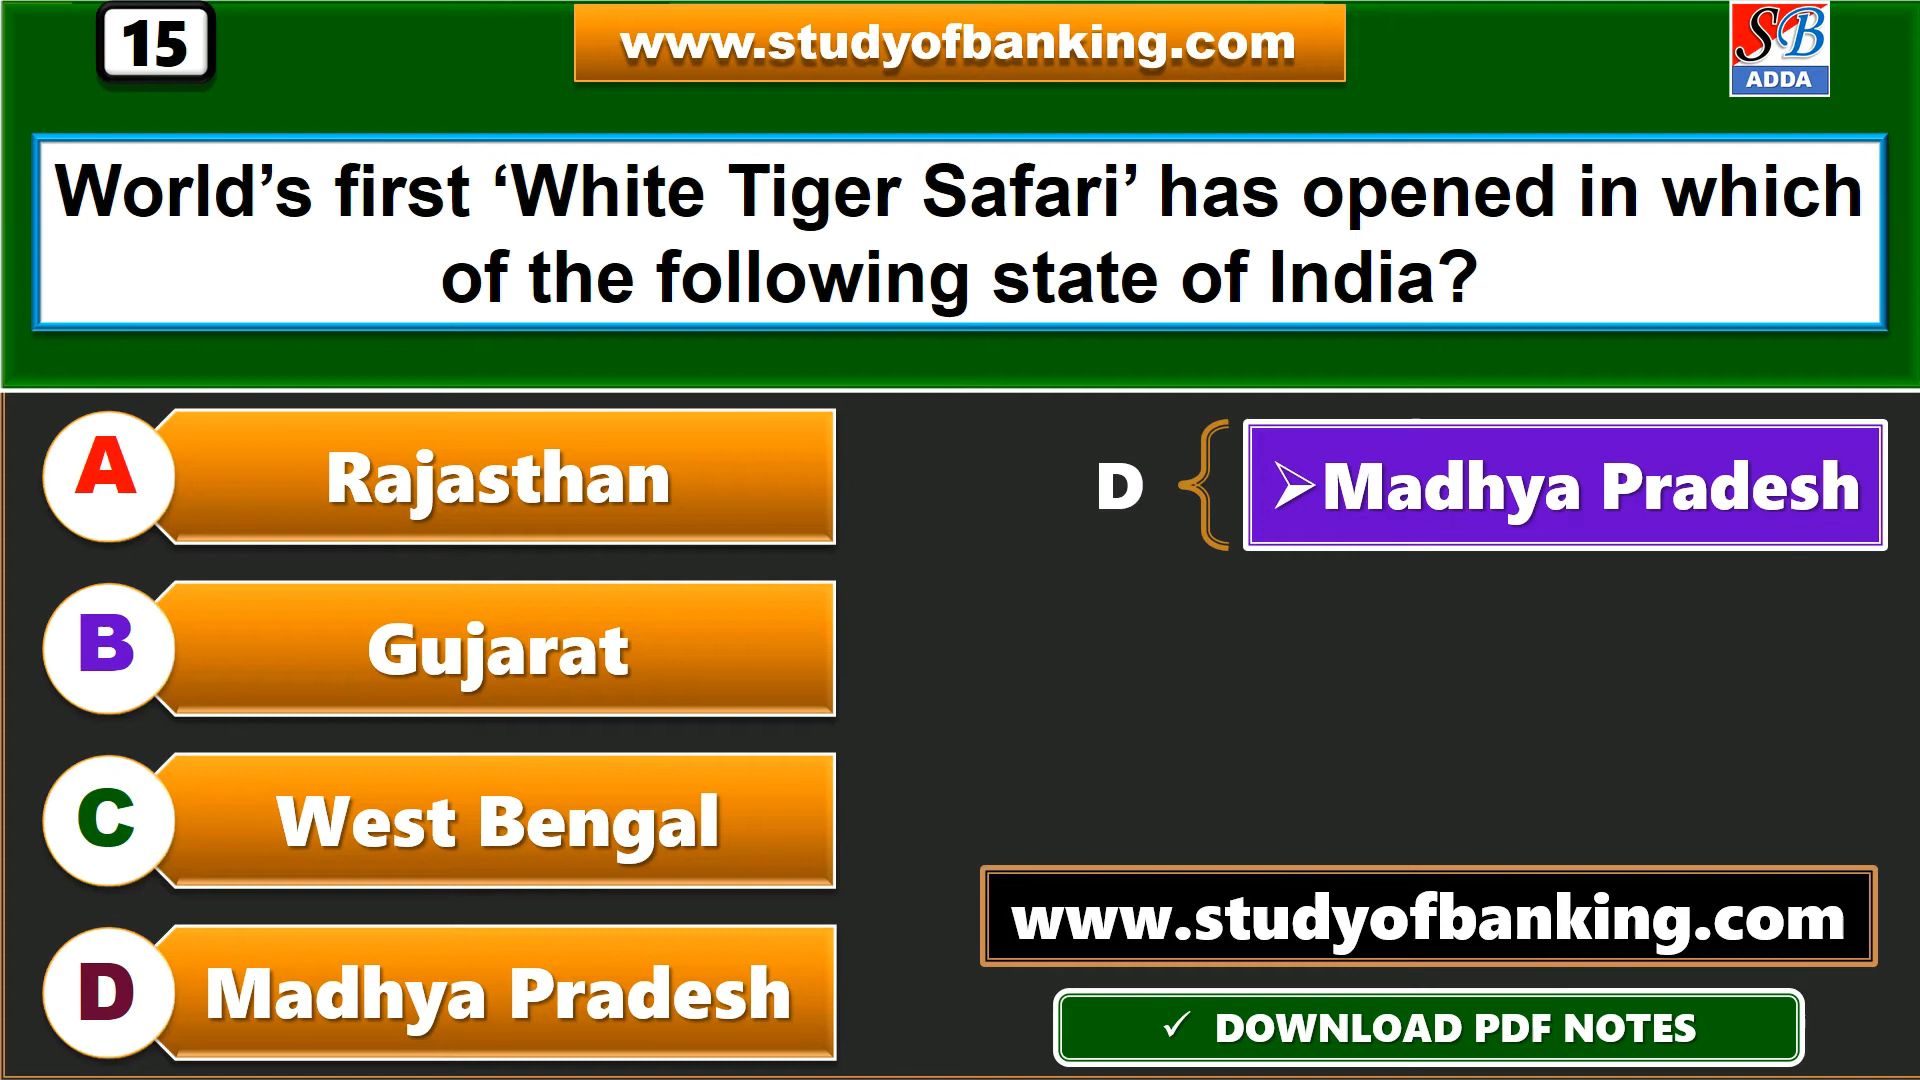 15
www.studyofbanking.com
SB
ADDA
World’s first ‘White Tiger Safari’ has opened in which
of the following state of India?
A
Rajasthan
B
Gujarat
C
West Bengal
D
Madhya Pradesh
D
➢Madhya Pradesh
www.studyofbanking.com
✓ DOWNLOAD PDF NOTES